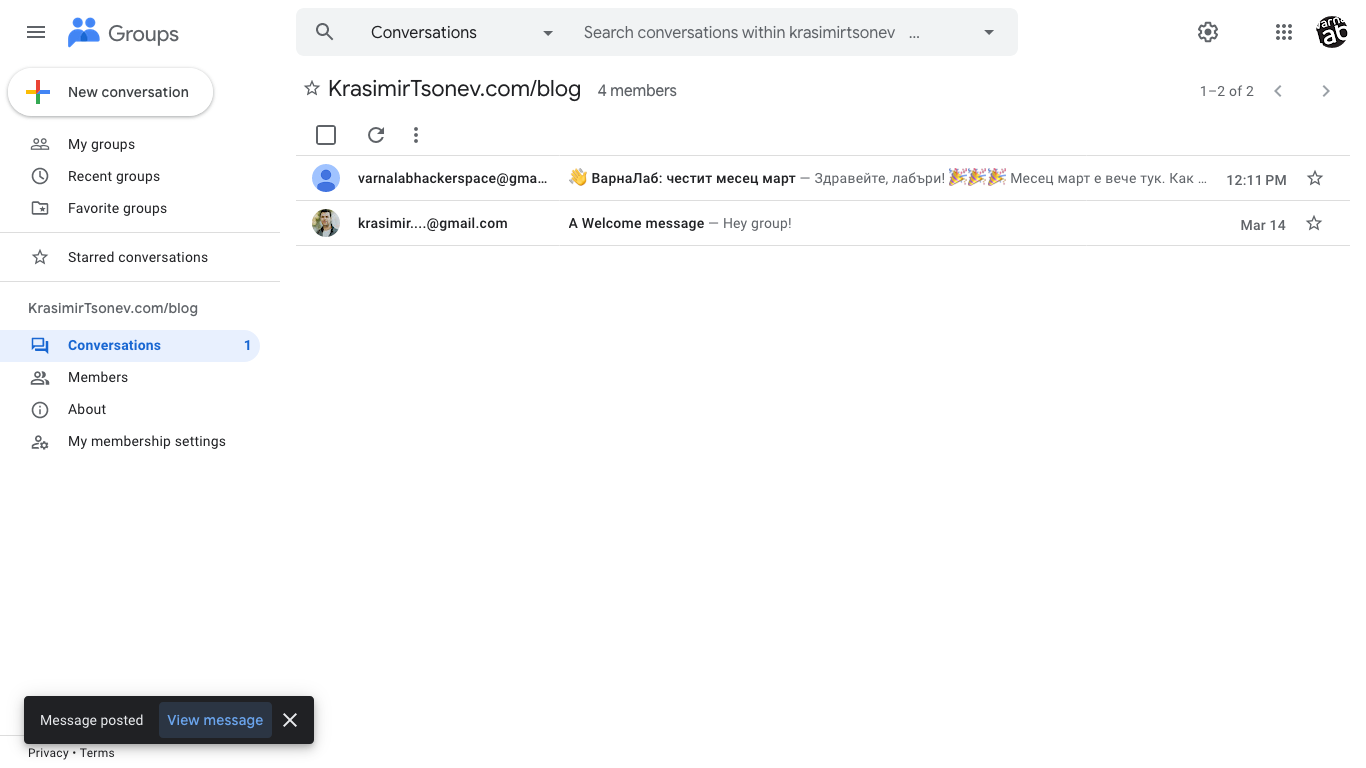 Groups
Conversations
Search conversations within krasimirtsonev ...
New conversation
KrasimirTsonev.com/blog 4 members
1–2 of 2
My groups
Recent groups
Favorite groups
varnalabhackerspace@gma... 👋 ВарнаЛаб: честит месец март — Здравейте, лабъри! 🎉🎉🎉 Месец март е вече тук. Как ... 12:11 PM
krasimir....@gmail.com A Welcome message — Hey group! Mar 14
Starred conversations
KrasimirTsonev.com/blog
Conversations 1
Members
About
My membership settings
Message posted View message
Privacy • Terms